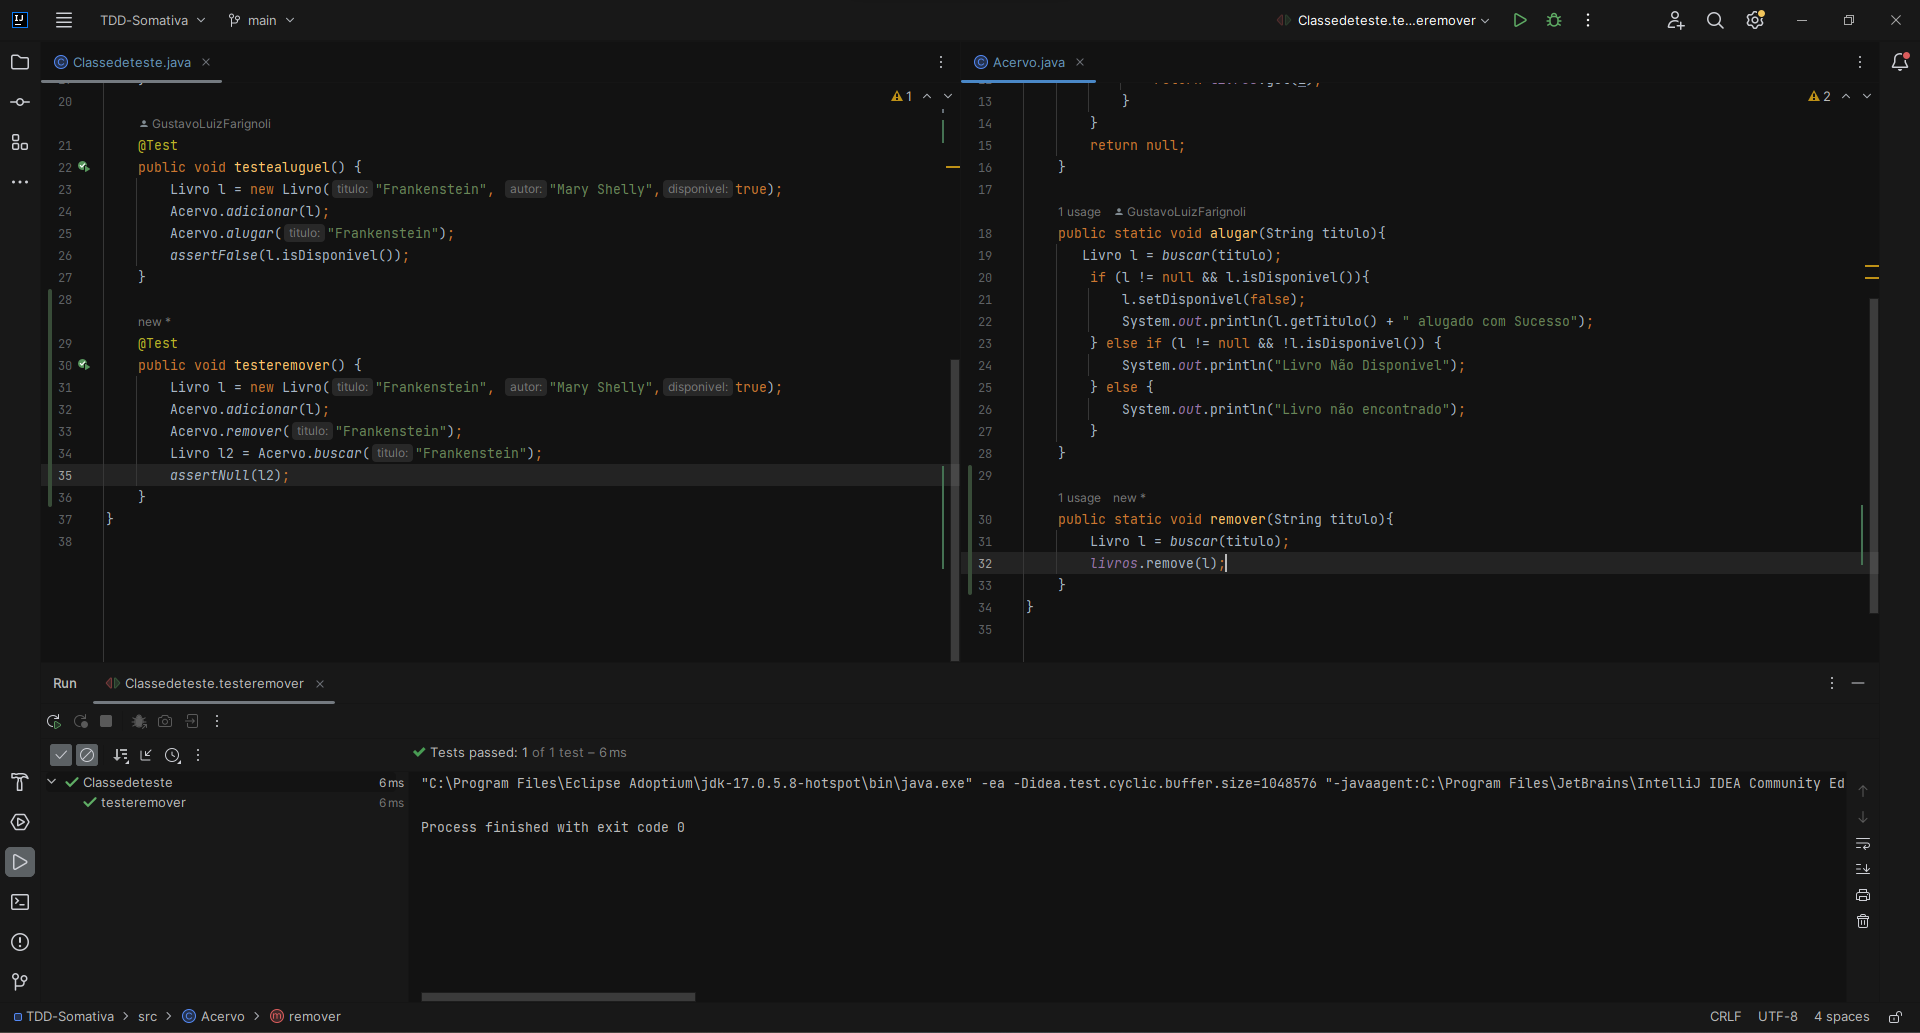 TDD-Somativa main Classedeteste.te...eremover
Classedeteste.java
1
20
GustavoLuizFarignoli
21 @Test
22 public void testealuguel() {
23 Livro l = new Livro( titulo: "Frankenstein", autor: "Mary Shelly", disponivel: true);
24 Acervo.adicionar(l);
25 Acervo.alugar( titulo: "Frankenstein");
26 assertFalse(l.isDisponivel());
27 }
28
new *
29 @Test
30 public void testeremover() {
31 Livro l = new Livro( titulo: "Frankenstein", autor: "Mary Shelly", disponivel: true);
32 Acervo.adicionar(l);
33 Acervo.remover( titulo: "Frankenstein");
34 Livro l2 = Acervo.buscar( titulo: "Frankenstein");
35 assertNull(l2);
36 }
37 }
38
Acervo.java
2
13 }
14 }
15 return null;
16 }
17
1 usage GustavoLuizFarignoli
18 public static void alugar(String titulo){
19 Livro l = buscar(titulo);
20 if (l != null && l.isDisponivel()){
21 l.setDisponivel(false);
22 System.out.println(l.getTitulo() + " alugado com Sucesso");
23 } else if (l != null && !l.isDisponivel()) {
24 System.out.println("Livro Não Disponivel");
25 } else {
26 System.out.println("Livro não encontrado");
27 }
28 }
29
1 usage new *
30 public static void remover(String titulo){
31 Livro l = buscar(titulo);
32 livros.remove(l);
33 }
34 }
35
Run Classedeteste.testeremover
Tests passed: 1 of 1 test – 6 ms
Classedeteste 6 ms
testeremover 6 ms
"C:\Program Files\Eclipse Adoptium\jdk-17.0.5.8-hotspot\bin\java.exe" -ea -Didea.test.cyclic.buffer.size=1048576 "-javaagent:C:\Program Files\JetBrains\IntelliJ IDEA Community Ed
Process finished with exit code 0
TDD-Somativa > src > Acervo > remover
CRLF UTF-8 4 spaces